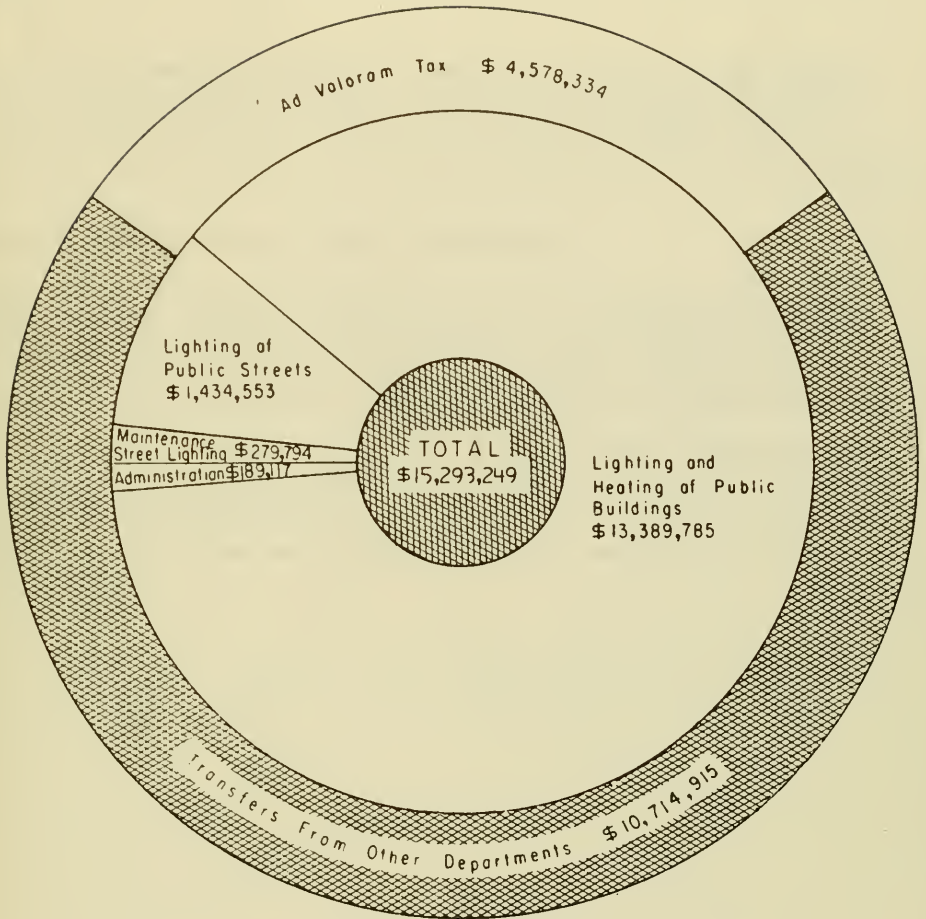 Ad Valoram Tax $ 4,578,334
Lighting of
Public Streets
$ 1,434,553
Maintenance
Street Lighting $ 279,794
Administration $189,117
TOTAL
$15,293,249
Lighting and
Heating of Public
Buildings
$ 13,389,785
Transfers From Other Departments $ 10,714,915